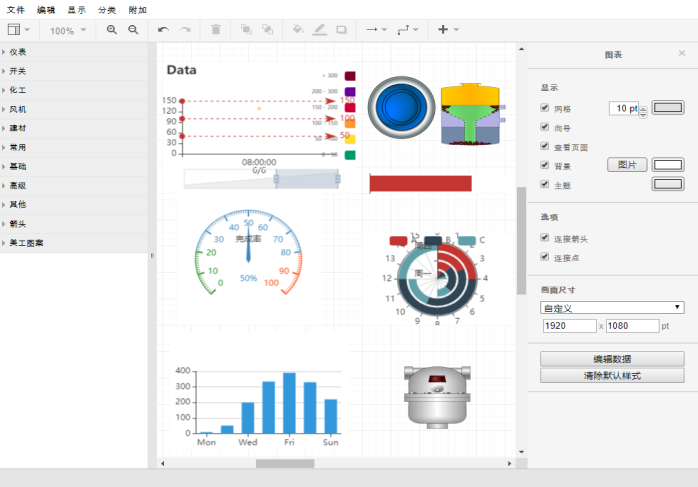 文件 编辑 显示 分类 附加
100%
仪表
开关
化工
风机
建材
常用
基础
高级
其他
箭头
美工图案
Data
> 300
200 - 300
150 - 200
100 - 150
50 - 100
0 - 50
150
120
90
60
30
0
150
100
50
08:00:00
G/G
0
10
20
30
40
50
60
70
80
90
100
完成率
50%
A B C
周一
4
5
6
7
8
9
10
11
12
13
14
15
400
300
200
100
0
Mon Wed Fri Sun
图表
显示
网格 10 pt
向导
查看页面
背景 图片
主题
选项
连接箭头
连接点
画面尺寸
自定义
1920 x 1080 pt
编辑数据
清除默认样式